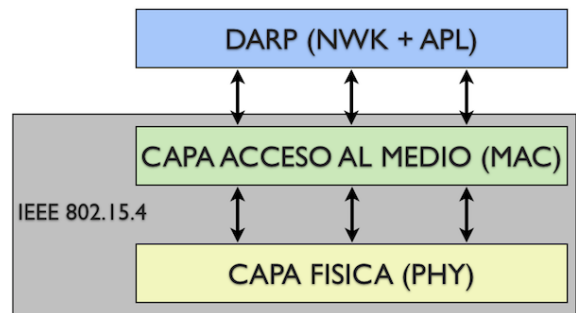 DARP (NWK + APL)
CAPA ACCESO AL MEDIO (MAC)
IEEE 802.15.4
CAPA FISICA (PHY)